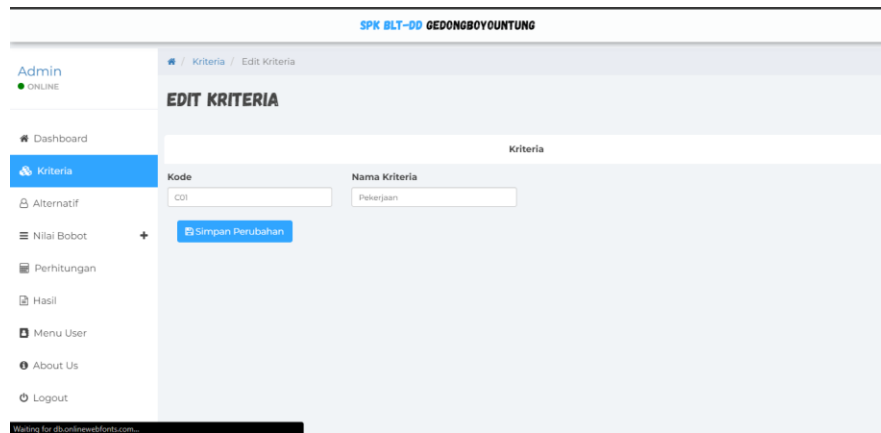 SPK BLT-DD GEDONGBOYOUNTUNG
Admin
ONLINE
Dashboard
Kriteria
Alternatif
Nilai Bobot +
Perhitungan
Hasil
Menu User
About Us
Logout
/ Kriteria / Edit Kriteria
EDIT KRITERIA
Kriteria
Kode Nama Kriteria
C01 Pekerjaan
Simpan Perubahan
Waiting for db.onlinewebfonts.com...